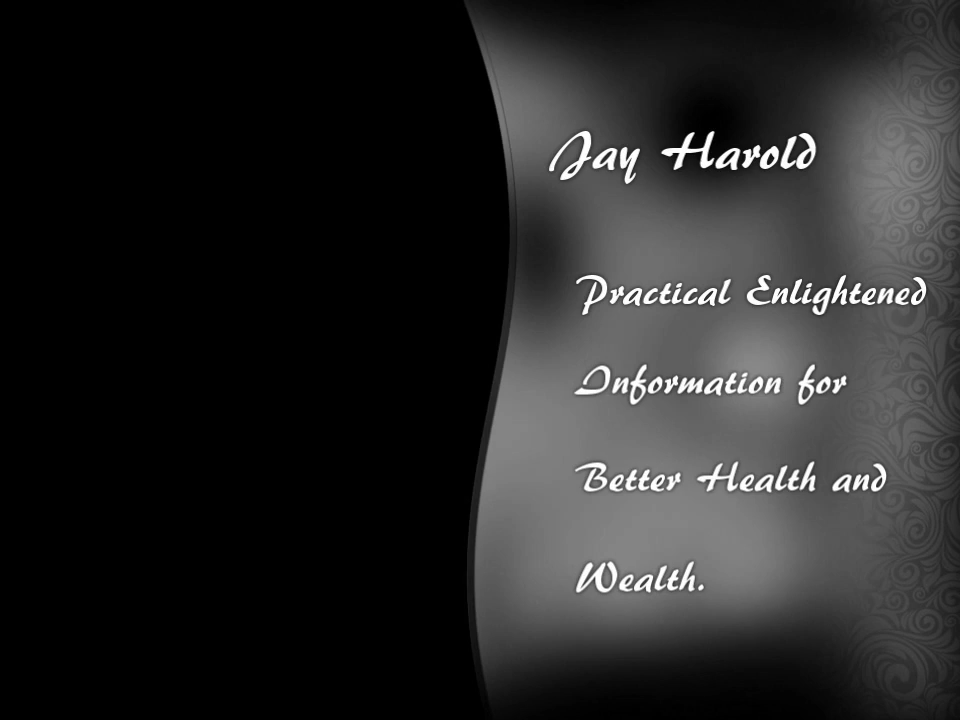 Jay Harold
Practical Enlightened
Information for
Better Health and
Wealth.